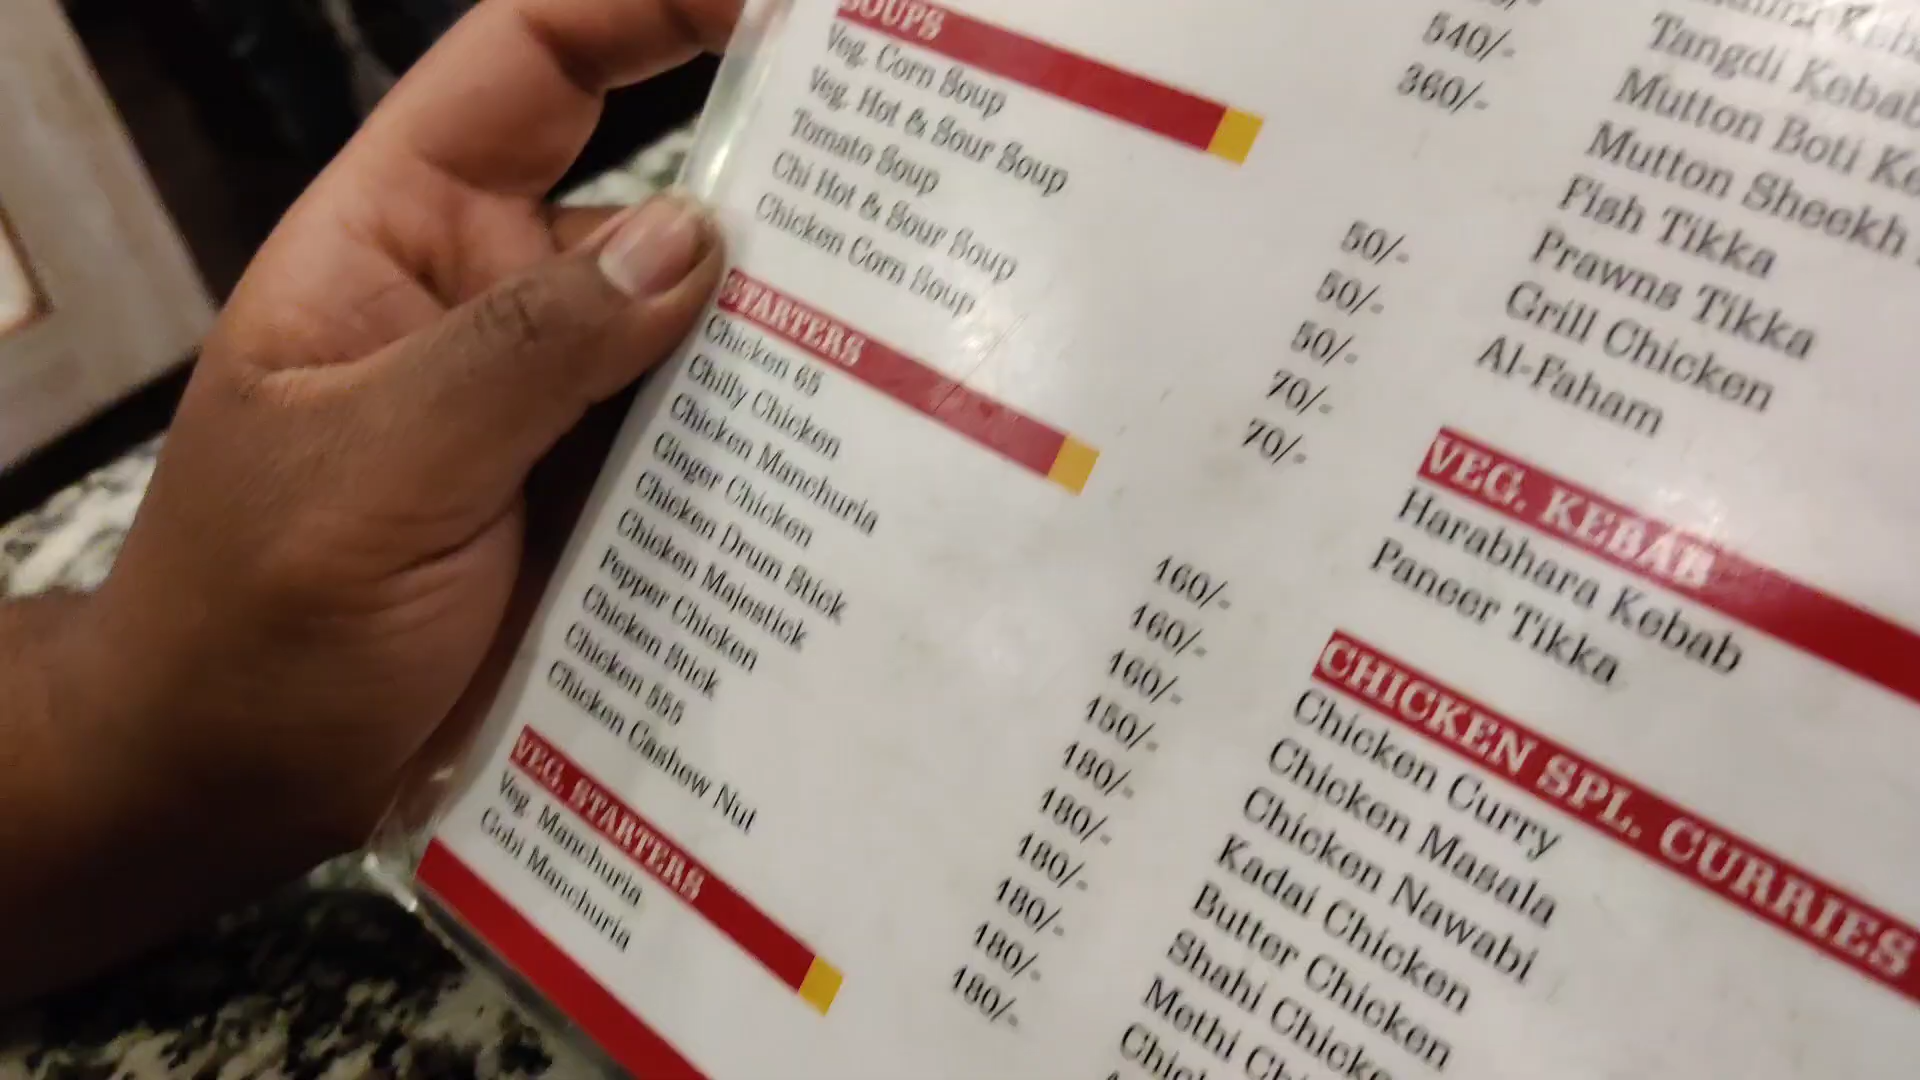 SOUPS
Veg. Corn Soup 50/-
Veg. Hot & Sour Soup 50/-
Tomato Soup 50/-
Chi Hot & Sour Soup 70/-
Chicken Corn Soup 70/-
STARTERS
Chicken 65 160/-
Chilly Chicken 160/-
Chicken Manchuria 160/-
Ginger Chicken 150/-
Chicken Drum Stick 180/-
Chicken Majestick 180/-
Pepper Chicken 180/-
Chicken Stick 180/-
Chicken 555 180/-
Chicken Cashew Nut 180/-
VEG. STARTERS
Veg. Manchuria
Gobi Manchuria
540/-
360/-
Tangdi Kebab
Mutton Boti
Mutton Sheekh
Fish Tikka
Prawns Tikka
Grill Chicken
Al-Faham
VEG. KEBAB
Harabhara Kebab
Paneer Tikka
CHICKEN SPL. CURRIES
Chicken Curry
Chicken Masala
Chicken Nawabi
Kadai Chicken
Butter Chicken
Shahi
Methi